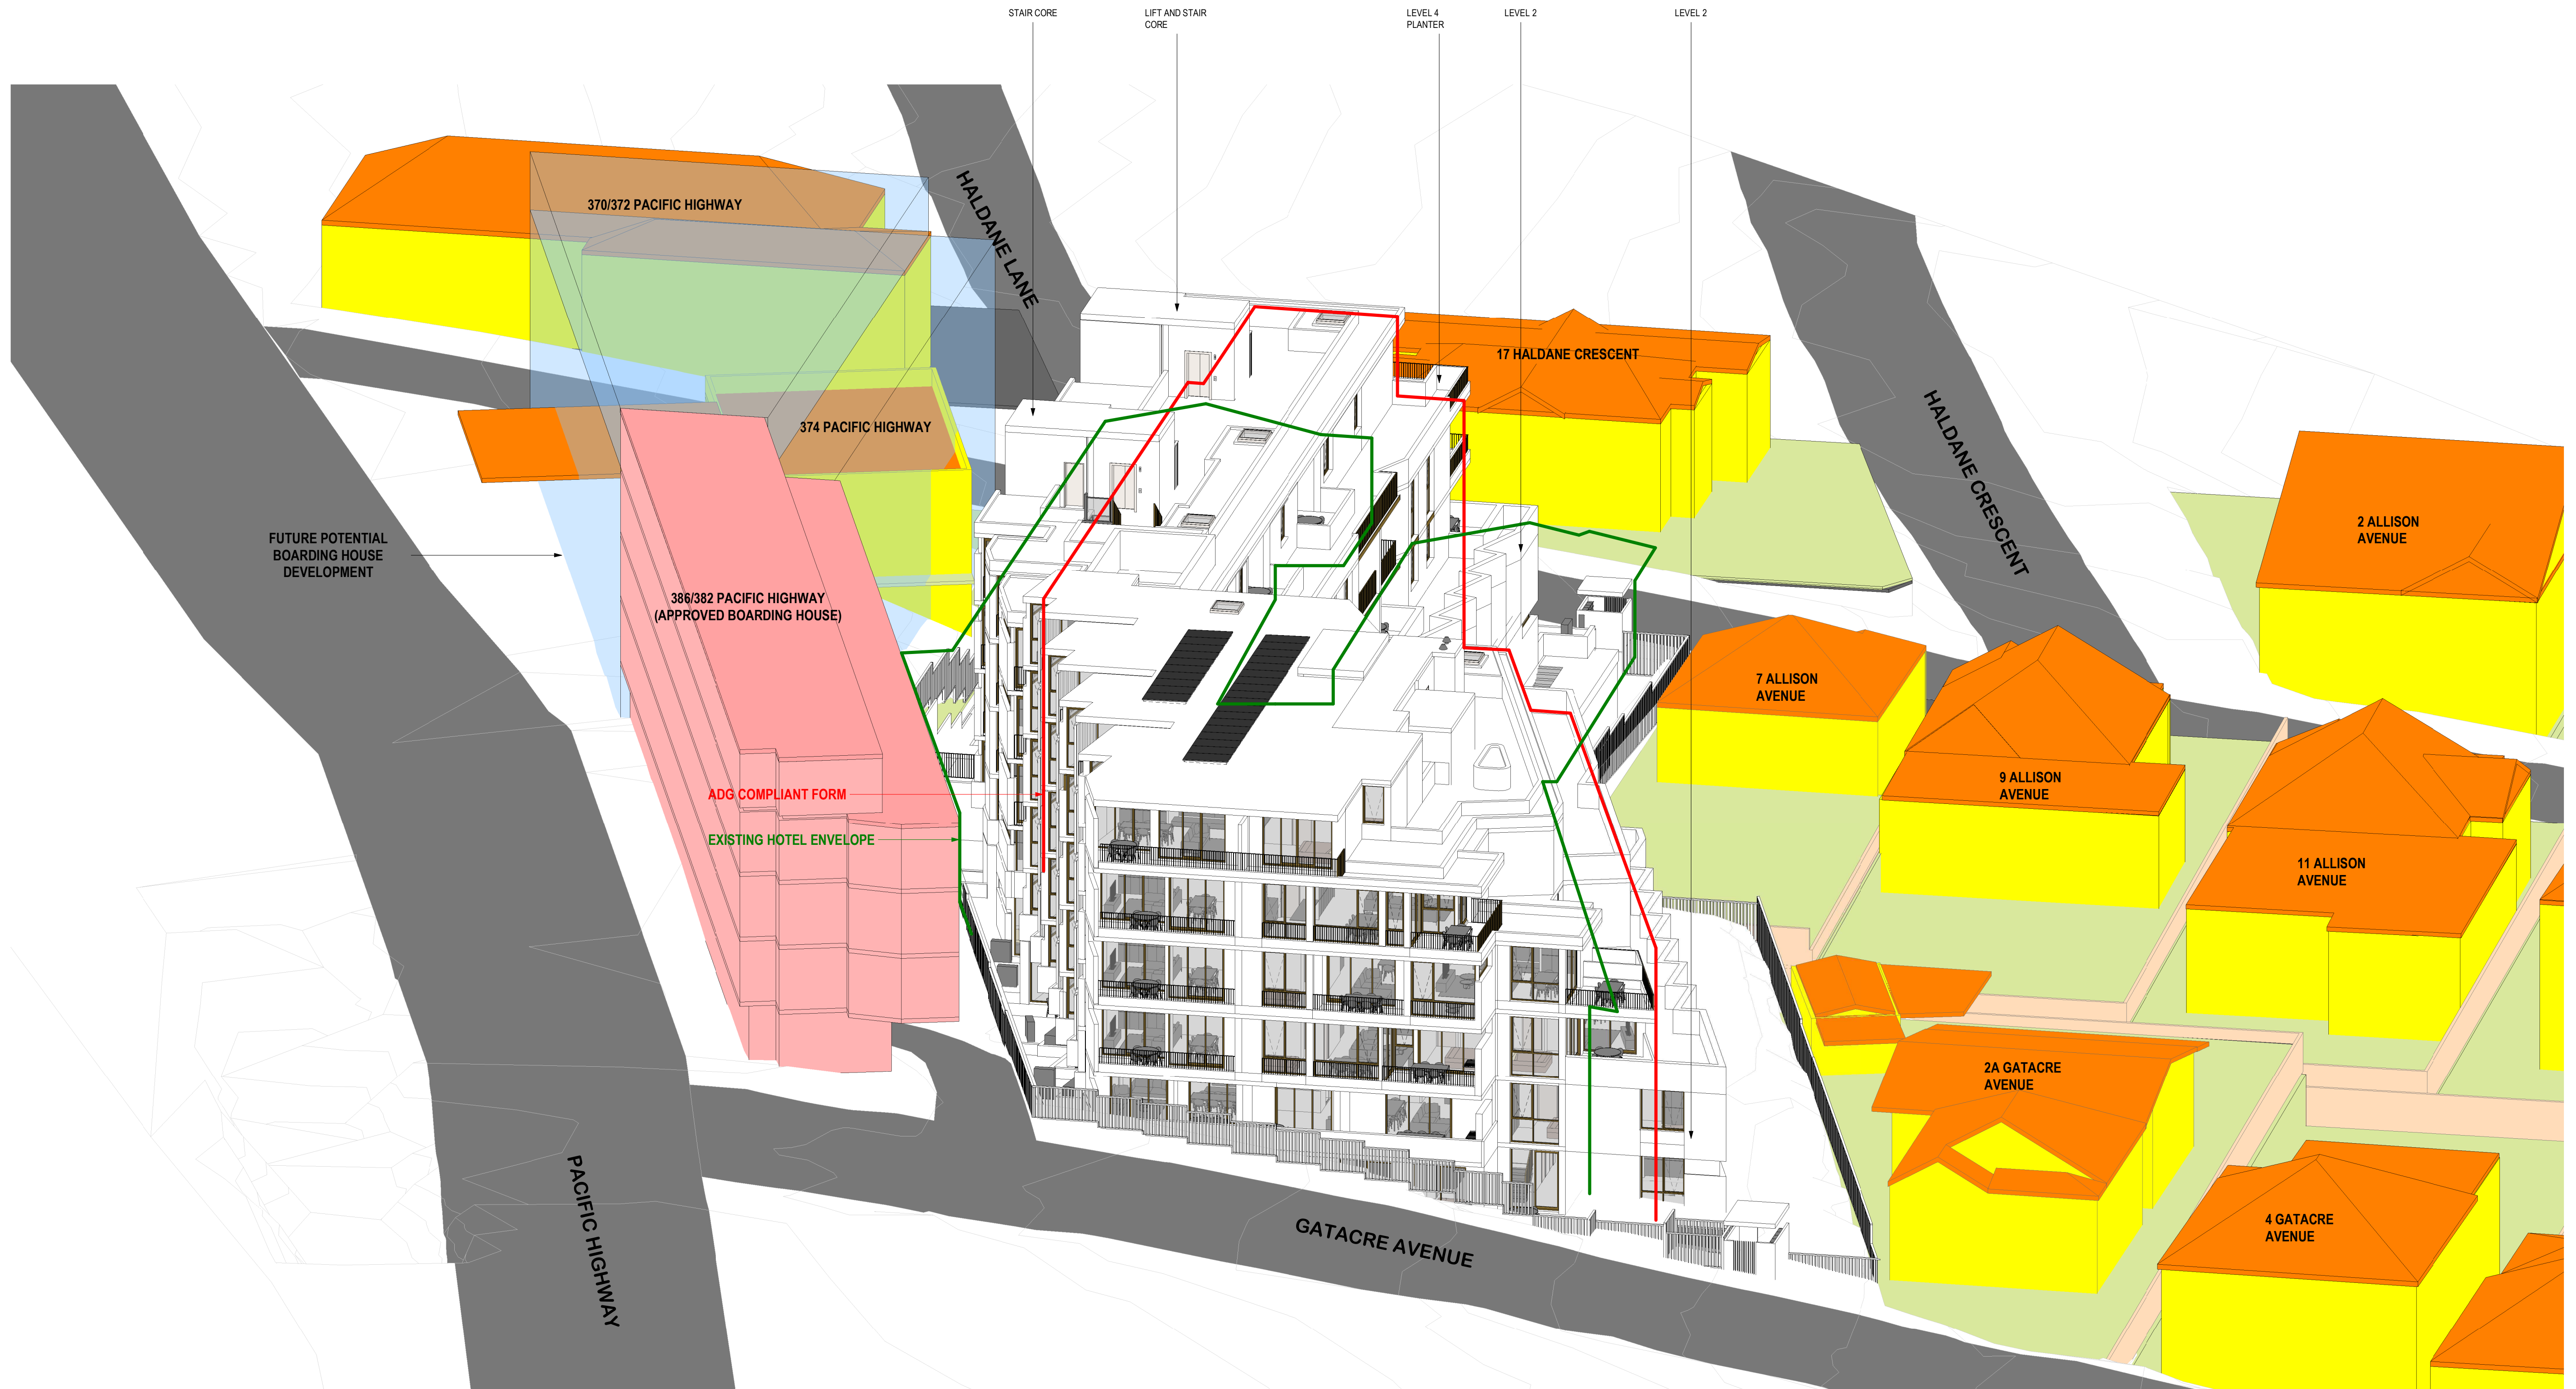 STAIR CORE
LIFT AND STAIR
CORE
LEVEL 4
PLANTER
LEVEL 2
LEVEL 2
370/372 PACIFIC HIGHWAY
HALDANE LANE
17 HALDANE CRESCENT
374 PACIFIC HIGHWAY
HALDANE CRESCENT
2 ALLISON
AVENUE
FUTURE POTENTIAL
BOARDING HOUSE
DEVELOPMENT
386/382 PACIFIC HIGHWAY
(APPROVED BOARDING HOUSE)
7 ALLISON
AVENUE
9 ALLISON
AVENUE
ADG COMPLIANT FORM
EXISTING HOTEL ENVELOPE
11 ALLISON
AVENUE
2A GATACRE
AVENUE
4 GATACRE
AVENUE
PACIFIC HIGHWAY
GATACRE AVENUE